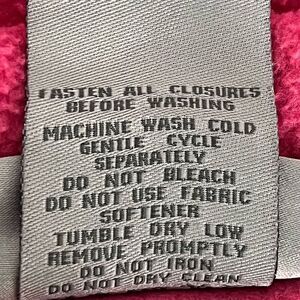 FASTEN ALL CLOSURES
BEFORE WASHING
MACHINE WASH COLD
GENTLE CYCLE
SEPARATELY
DO NOT BLEACH
DO NOT USE FABRIC
SOFTENER
TUMBLE DRY LOW
REMOVE PROMPTLY
DO NOT IRON
DO NOT DRY CLEAN